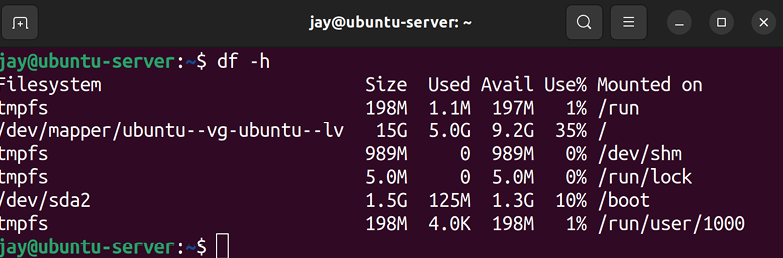 jay@ubuntu-server: ~
jay@ubuntu-server:~$ df -h
Filesystem                         Size  Used Avail Use% Mounted on
tmpfs                              198M  1.1M  197M   1% /run
/dev/mapper/ubuntu--vg-ubuntu--lv   15G  5.0G  9.2G  35% /
tmpfs                              989M     0  989M   0% /dev/shm
tmpfs                              5.0M     0  5.0M   0% /run/lock
/dev/sda2                          1.5G  125M  1.3G  10% /boot
tmpfs                              198M  4.0K  198M   1% /run/user/1000
jay@ubuntu-server:~$